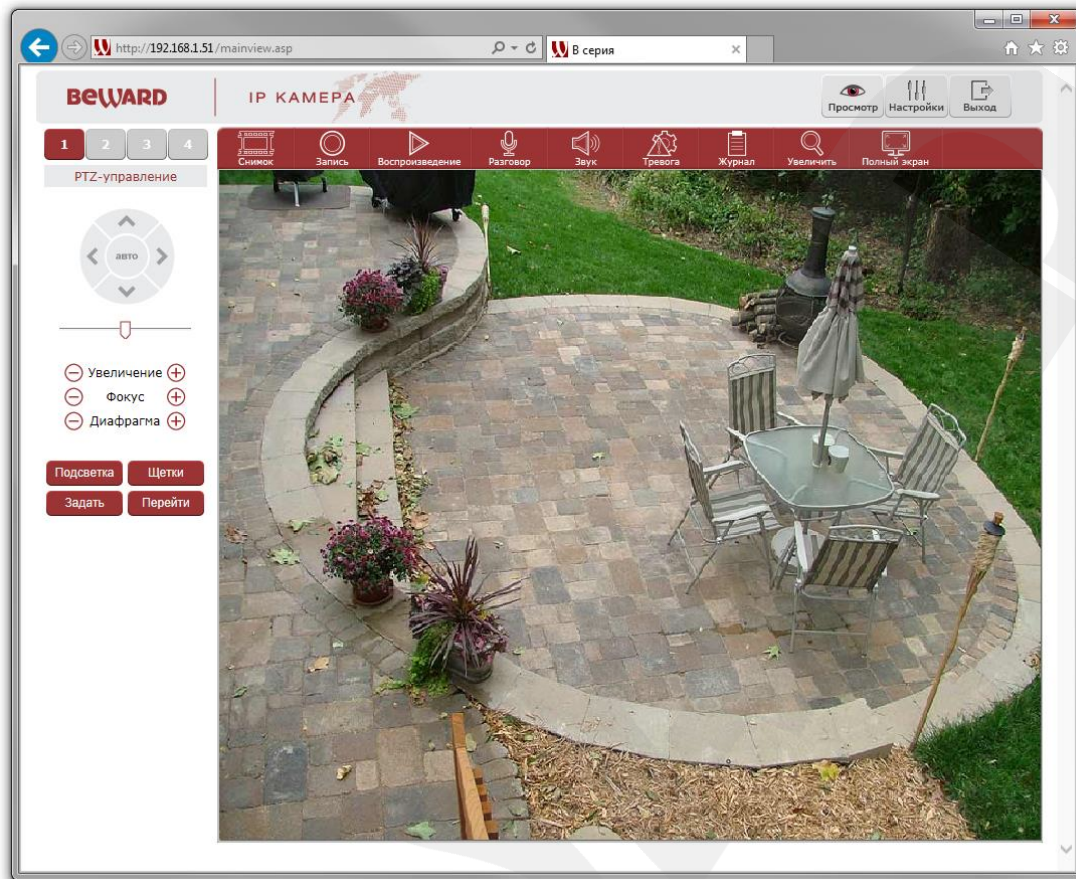 http://192.168.1.51/mainview.asp
В серия
BEWARD
IP КАМЕРА
Просмотр
Настройки
Выход
1 2 3 4
Снимок
Запись
Воспроизведение
Разговор
Звук
Тревога
Журнал
Увеличить
Полный экран
PTZ-управление
авто
Увеличение
Фокус
Диафрагма
Подсветка
Щетки
Задать
Перейти